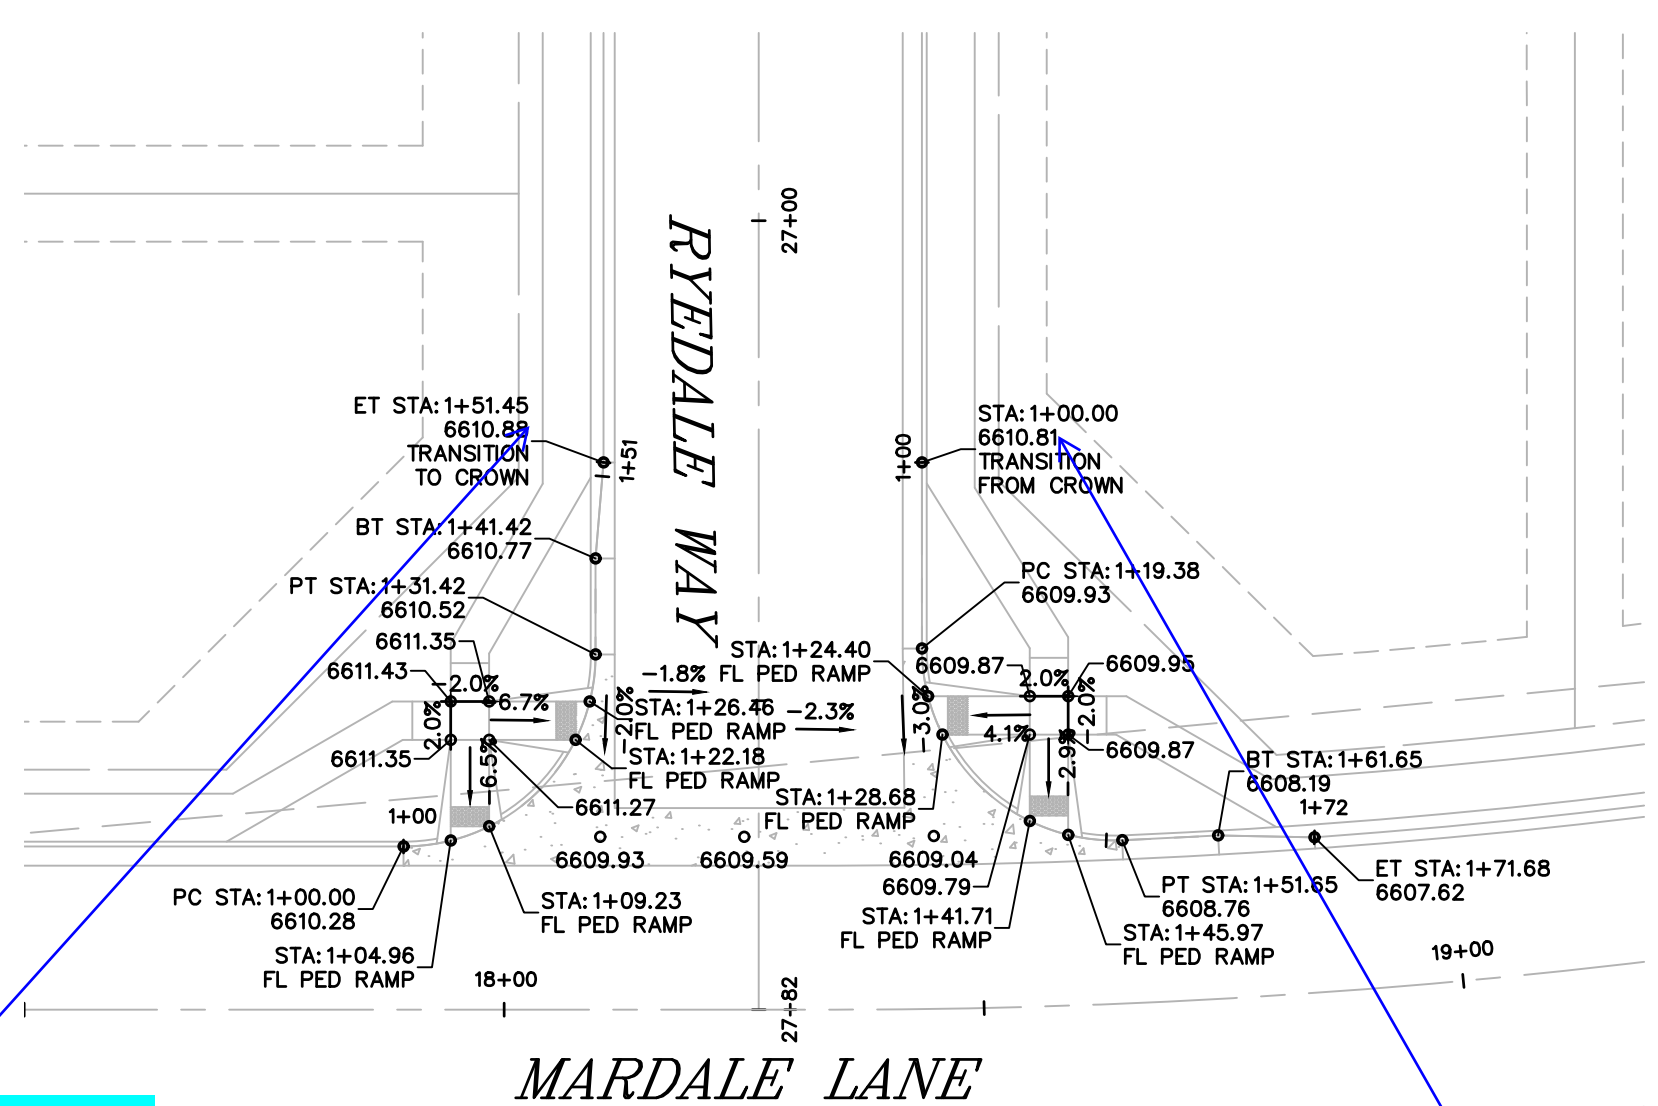 27+00
RYEDALE WAY
ET STA:1+51.45
6610.88
TRANSITION
TO CROWN
1+51
1+00
STA:1+00.00
6610.81
TRANSITION
FROM CROWN
BT STA:1+41.42
6610.77
PT STA:1+31.42
6610.52
PC STA:1+19.38
6609.93
6611.35
6611.43
-2.0%
6.7%
2.0%
6611.35
-6.5%
-1.8%
STA:1+24.40
FL PED RAMP
-2.0%
STA:1+26.46
FL PED RAMP
-2.3%
STA:1+22.18
FL PED RAMP
6611.27
6609.87
2.0%
6609.95
-3.0%
-2.0%
4.1%
-2.9%
6609.87
BT STA:1+61.65
6608.19
1+72
STA:1+28.68
FL PED RAMP
1+00
6609.93
6609.59
6609.04
6609.79
PC STA:1+00.00
6610.28
STA:1+09.23
FL PED RAMP
STA:1+41.71
FL PED RAMP
PT STA:1+51.65
6608.76
ET STA:1+71.68
6607.62
STA:1+04.96
FL PED RAMP
STA:1+45.97
FL PED RAMP
18+00
19+00
27+82
MARDALE LANE